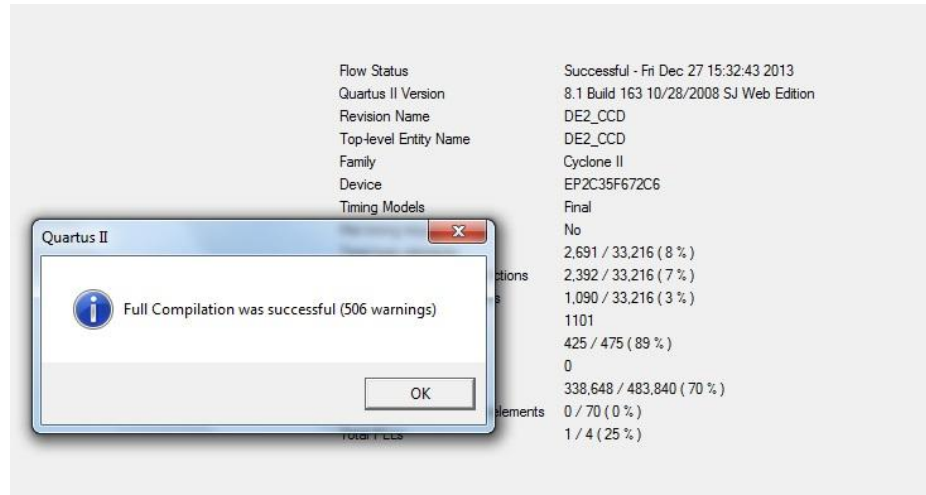 Flow Status Successful - Fri Dec 27 15:32:43 2013
Quartus II Version 8.1 Build 163 10/28/2008 SJ Web Edition
Revision Name DE2_CCD
Top-level Entity Name DE2_CCD
Family Cyclone II
Device EP2C35F672C6
Timing Models Final
No
2,691 / 33,216 ( 8 % )
ctions 2,392 / 33,216 ( 7 % )
s 1,090 / 33,216 ( 3 % )
1101
425 / 475 ( 89 % )
0
338,648 / 483,840 ( 70 % )
elements 0 / 70 ( 0 % )
Total PLLs 1 / 4 ( 25 % )
Quartus II
Full Compilation was successful (506 warnings)
OK